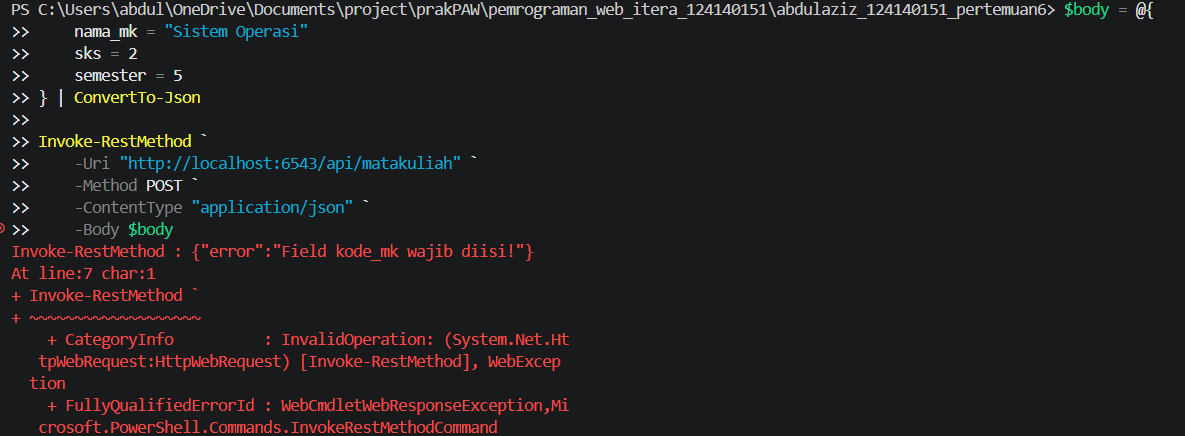 PS C:\Users\abdul\OneDrive\Documents\project\prakPAW\pemrograman_web_itera_124140151\abdulaziz_124140151_pertemuan6> $body = @{
>>     nama_mk = "Sistem Operasi"
>>     sks = 2
>>     semester = 5
>> } | ConvertTo-Json
>>
>> Invoke-RestMethod `
>>     -Uri "http://localhost:6543/api/matakuliah" `
>>     -Method POST `
>>     -ContentType "application/json" `
>>     -Body $body
Invoke-RestMethod : {"error":"Field kode_mk wajib diisi!"}
At line:7 char:1
+ Invoke-RestMethod `
+ ~~~~~~~~~~~~~~~~~~~
    + CategoryInfo          : InvalidOperation: (System.Net.Ht
   tpWebRequest:HttpWebRequest) [Invoke-RestMethod], WebExcep
  tion
    + FullyQualifiedErrorId : WebCmdletWebResponseException,Mi
   crosoft.PowerShell.Commands.InvokeRestMethodCommand